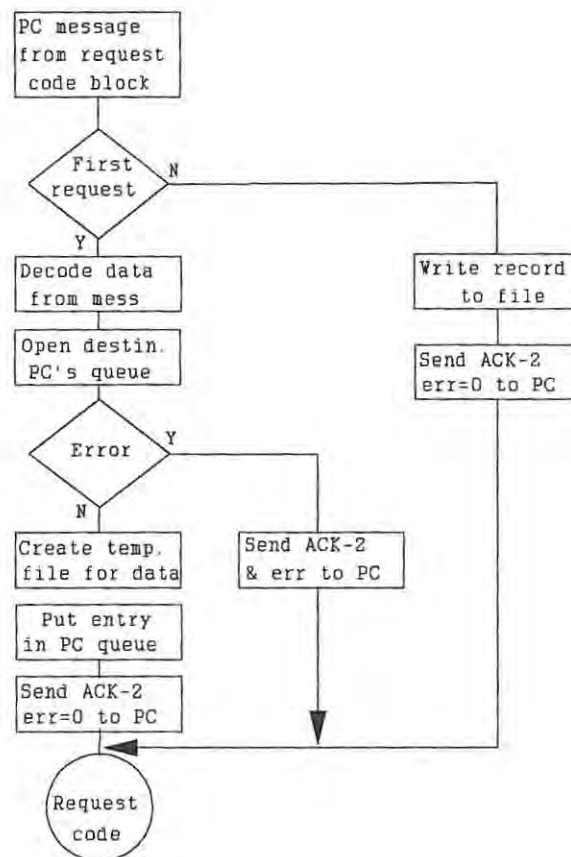 PC message
from request
code block
First
request
N
Y
Decode data
from mess
Open destin.
PC's queue
Error
Y
N
Create temp.
file for data
Put entry
in PC queue
Send ACK-2
err=0 to PC
Send ACK-2
& err to PC
Write record
to file
Send ACK-2
err=0 to PC
Request
code